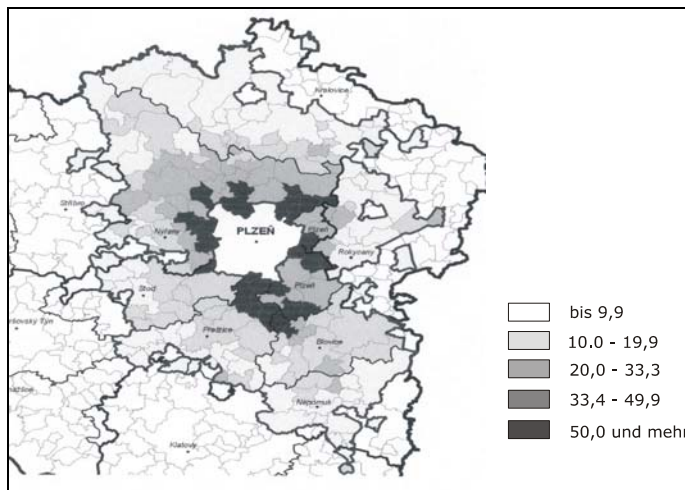 Kralovice
Stříbro
Nýřany
PLZEŇ
Plzeň
Rokycany
Stod
Plzeň
Přeštice
Blovice
Nepomuk
Klatovy
bis 9,9
10.0 - 19,9
20,0 - 33,3
33,4 - 49,9
50,0 und mehr